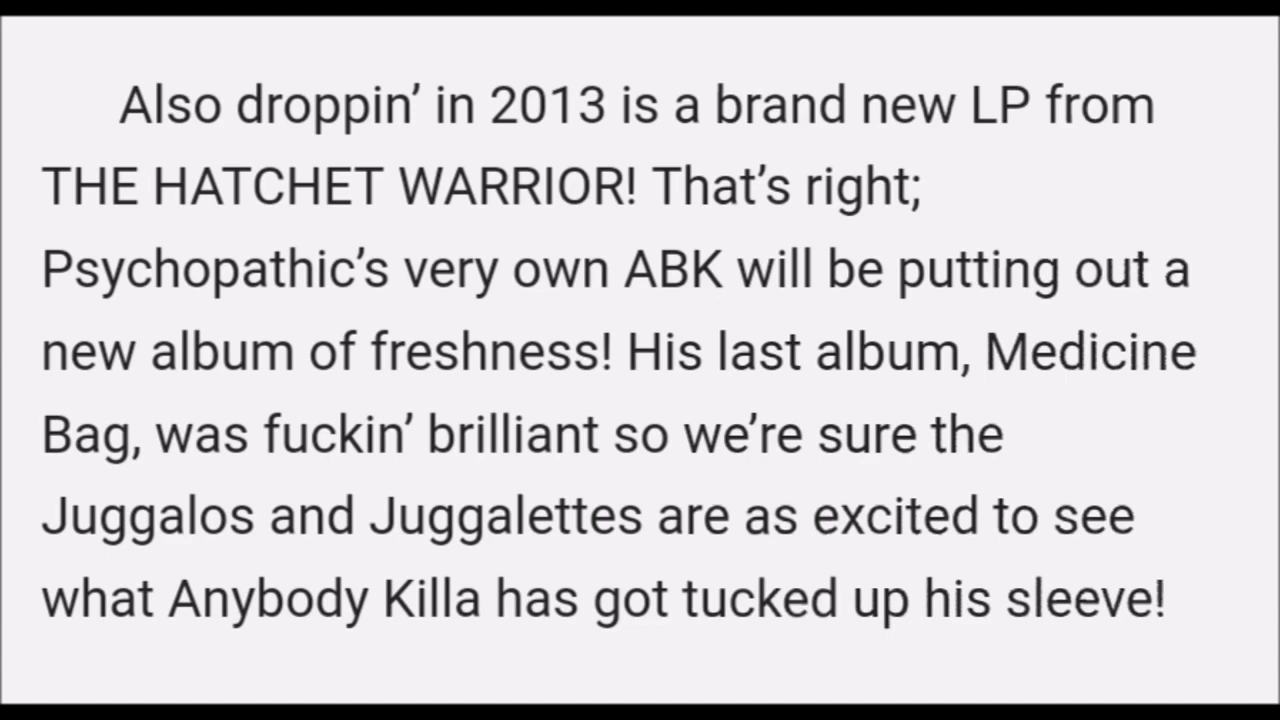 Also droppin’ in 2013 is a brand new LP from
THE HATCHET WARRIOR! That’s right;
Psychopathic’s very own ABK will be putting out a
new album of freshness! His last album, Medicine
Bag, was fuckin’ brilliant so we’re sure the
Juggalos and Juggalettes are as excited to see
what Anybody Killa has got tucked up his sleeve!